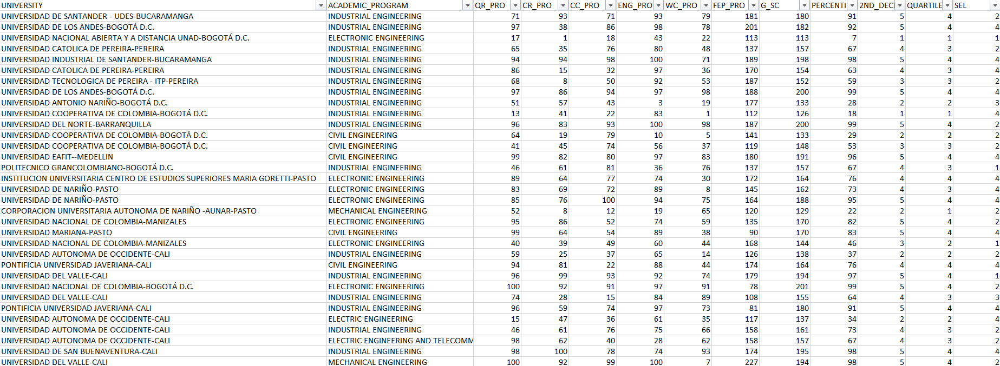 UNIVERSITY ACADEMIC_PROGRAM QR_PRO CR_PRO CC_PRO ENG_PRO WC_PRO FEP_PRO G_SC PERCENTI 2ND_DECI QUARTILE SEL
UNIVERSIDAD DE SANTANDER - UDES-BUCARAMANGA INDUSTRIAL ENGINEERING 71 93 71 93 79 181 180 91 5 4 2
UNIVERSIDAD DE LOS ANDES-BOGOTÁ D.C. INDUSTRIAL ENGINEERING 97 38 86 98 78 201 182 92 5 4 4
UNIVERSIDAD NACIONAL ABIERTA Y A DISTANCIA UNAD-BOGOTÁ D.C. ELECTRONIC ENGINEERING 17 1 18 43 22 113 113 7 1 1 1
UNIVERSIDAD CATOLICA DE PEREIRA-PEREIRA INDUSTRIAL ENGINEERING 65 35 76 80 48 137 157 67 4 3 2
UNIVERSIDAD INDUSTRIAL DE SANTANDER-BUCARAMANGA INDUSTRIAL ENGINEERING 94 94 98 100 71 189 198 98 5 4 4
UNIVERSIDAD CATOLICA DE PEREIRA-PEREIRA INDUSTRIAL ENGINEERING 86 15 32 97 36 170 154 63 4 3 4
UNIVERSIDAD TECNOLOGICA DE PEREIRA - ITP-PEREIRA INDUSTRIAL ENGINEERING 68 8 50 92 53 187 152 59 3 3 2
UNIVERSIDAD DE LOS ANDES-BOGOTÁ D.C. INDUSTRIAL ENGINEERING 97 86 94 97 98 188 200 99 5 4 4
UNIVERSIDAD ANTONIO NARIÑO-BOGOTÁ D.C. INDUSTRIAL ENGINEERING 51 57 43 3 19 177 133 28 2 2 3
UNIVERSIDAD COOPERATIVA DE COLOMBIA-BOGOTÁ D.C. INDUSTRIAL ENGINEERING 13 41 22 83 1 112 126 18 1 1 4
UNIVERSIDAD DEL NORTE-BARRANQUILLA INDUSTRIAL ENGINEERING 96 83 93 100 98 187 200 99 5 4 2
UNIVERSIDAD COOPERATIVA DE COLOMBIA-BOGOTÁ D.C. CIVIL ENGINEERING 64 19 79 10 5 141 133 29 2 2 2
UNIVERSIDAD COOPERATIVA DE COLOMBIA-BOGOTÁ D.C. CIVIL ENGINEERING 41 45 74 56 37 119 148 53 3 3 2
UNIVERSIDAD EAFIT--MEDELLIN CIVIL ENGINEERING 99 82 80 97 83 180 191 96 5 4 4
POLITECNICO GRANCOLOMBIANO-BOGOTÁ D.C. INDUSTRIAL ENGINEERING 46 61 81 36 76 137 157 67 4 3 1
INSTITUCION UNIVERSITARIA CENTRO DE ESTUDIOS SUPERIORES MARIA GORETTI-PASTO ELECTRONIC ENGINEERING 89 64 77 74 30 172 164 76 4 4 4
UNIVERSIDAD DE NARIÑO-PASTO ELECTRONIC ENGINEERING 83 69 72 89 8 145 162 73 4 3 4
UNIVERSIDAD DE NARIÑO-PASTO ELECTRONIC ENGINEERING 85 76 100 94 75 164 188 95 5 4 4
CORPORACION UNIVERSITARIA AUTONOMA DE NARIÑO -AUNAR-PASTO MECHANICAL ENGINEERING 52 8 12 19 65 120 129 22 2 1 2
UNIVERSIDAD NACIONAL DE COLOMBIA-MANIZALES ELECTRONIC ENGINEERING 95 86 52 74 59 135 170 82 5 4 2
UNIVERSIDAD MARIANA-PASTO CIVIL ENGINEERING 99 64 54 89 38 90 170 83 5 4 4
UNIVERSIDAD NACIONAL DE COLOMBIA-MANIZALES ELECTRONIC ENGINEERING 40 39 49 60 44 168 144 46 3 2 1
UNIVERSIDAD AUTONOMA DE OCCIDENTE-CALI INDUSTRIAL ENGINEERING 59 25 37 65 14 126 138 37 2 2 2
PONTIFICIA UNIVERSIDAD JAVERIANA-CALI CIVIL ENGINEERING 94 81 22 88 44 174 164 76 4 4 4
UNIVERSIDAD DEL VALLE-CALI INDUSTRIAL ENGINEERING 96 99 93 92 74 179 194 97 5 4 1
UNIVERSIDAD NACIONAL DE COLOMBIA-BOGOTÁ D.C. ELECTRONIC ENGINEERING 100 92 91 97 91 78 201 99 5 4 2
UNIVERSIDAD DEL VALLE-CALI INDUSTRIAL ENGINEERING 74 28 15 84 89 108 155 64 4 3 3
PONTIFICIA UNIVERSIDAD JAVERIANA-CALI INDUSTRIAL ENGINEERING 96 59 74 97 73 81 180 91 5 4 4
UNIVERSIDAD AUTONOMA DE OCCIDENTE-CALI ELECTRIC ENGINEERING 15 47 36 61 35 117 137 34 2 2 4
UNIVERSIDAD AUTONOMA DE OCCIDENTE-CALI INDUSTRIAL ENGINEERING 46 61 76 75 66 158 161 73 4 3 2
UNIVERSIDAD AUTONOMA DE OCCIDENTE-CALI ELECTRIC ENGINEERING AND TELECOMM 98 62 40 28 62 158 157 67 4 3 2
UNIVERSIDAD DE SAN BUENAVENTURA-CALI INDUSTRIAL ENGINEERING 98 100 78 74 93 174 195 98 5 4 4
UNIVERSIDAD DEL VALLE-CALI MECHANICAL ENGINEERING 100 92 99 100 7 227 194 98 5 4 2